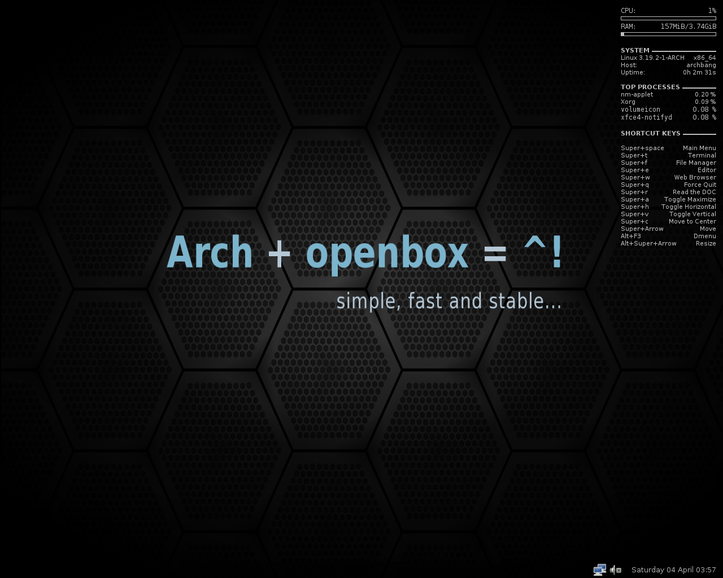 CPU: 1%
RAM: 157MiB/3.74GiB
SYSTEM
Linux 3.19.2-1-ARCH x86_64
Host: archbang
Uptime: 0h 2m 31s
TOP PROCESSES
nm-applet 0.20 %
Xorg 0.09 %
volumeicon 0.08 %
xfce4-notifyd 0.08 %
SHORTCUT KEYS
Super+space Main Menu
Super+t Terminal
Super+f File Manager
Super+e Editor
Super+w Web Browser
Super+q Force Quit
Super+r Read the DOC
Super+a Toggle Maximize
Super+h Toggle Horizontal
Super+v Toggle Vertical
Super+c Move to Center
Super+Arrow Move
Alt+F3 Dmenu
Alt+Super+Arrow Resize
Arch + openbox = ^!
simple, fast and stable...
Saturday 04 April 03:57